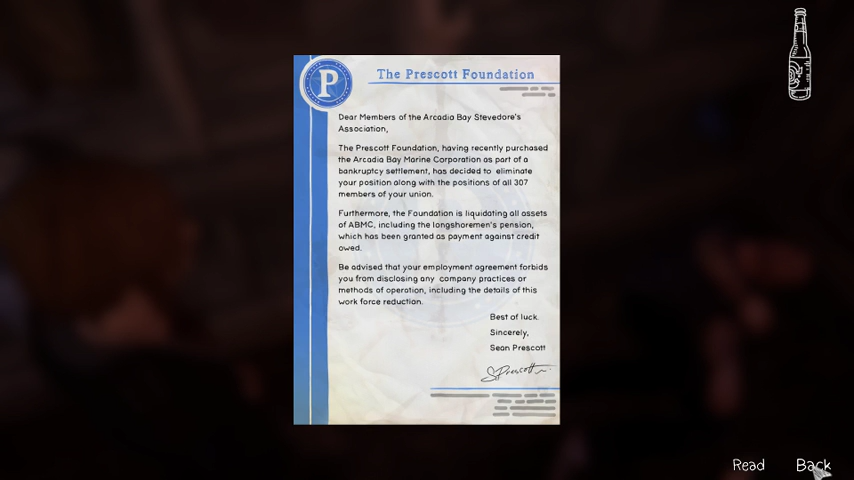 P
The Prescott Foundation
Dear Members of the Arcadia Bay Stevedore's
Association,
The Prescott Foundation, having recently purchased
the Arcadia Bay Marine Corporation as part of a
bankruptcy settlement, has decided to eliminate
your position along with the positions of all 307
members of your union.
Furthermore, the Foundation is liquidating all assets
of ABMC, including the longshoremen's pension,
which has been granted as payment against credit
owed.
Be advised that your employment agreement forbids
you from disclosing any company practices or
methods of operation, including the details of this
work force reduction.
Best of luck.
Sincerely,
Sean Prescott
SPrescott
Read Back